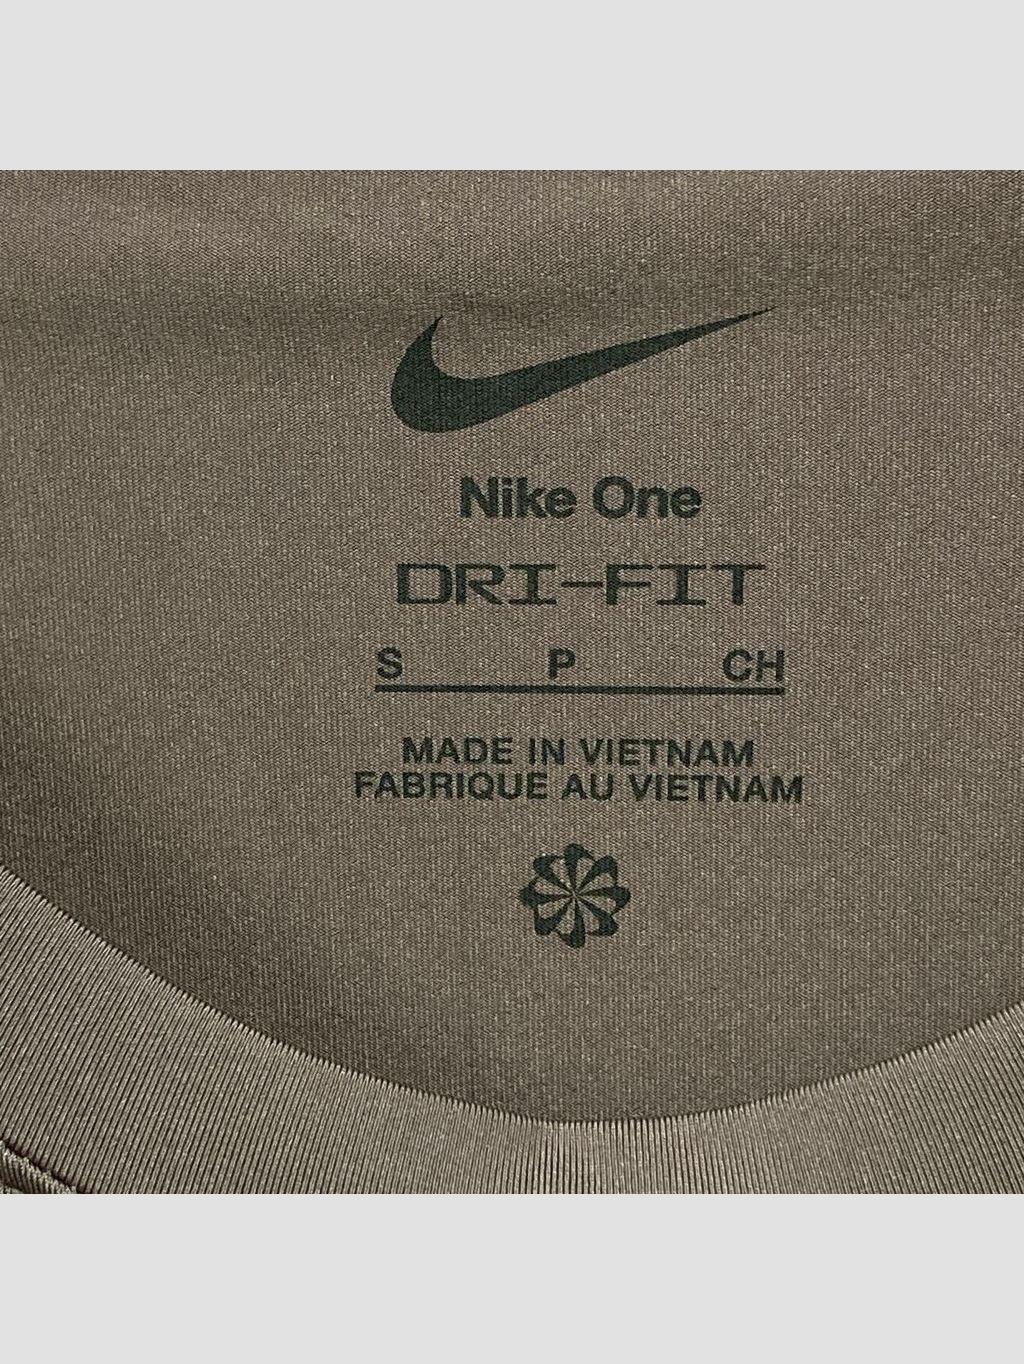 Nike One
DRI-FIT
S P CH
MADE IN VIETNAM
FABRIQUE AU VIETNAM